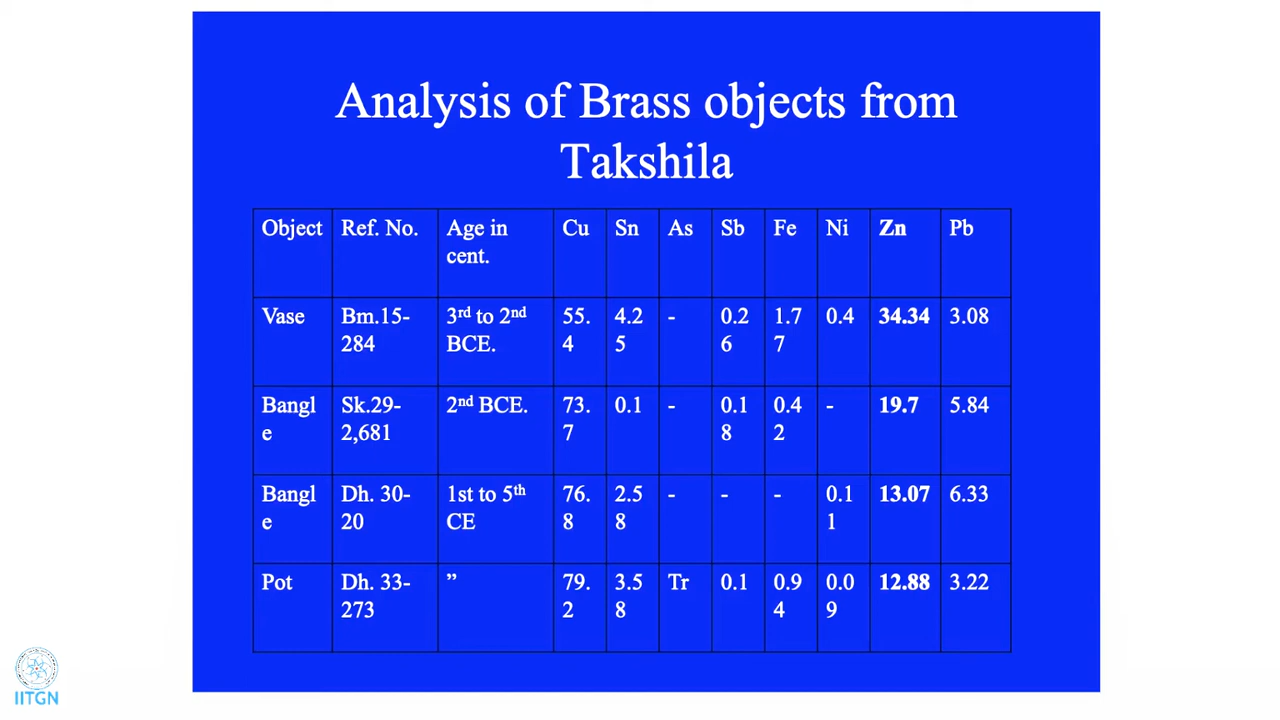 Analysis of Brass objects from
Takshila
Object Ref. No. Age in cent. Cu Sn As Sb Fe Ni Zn Pb
Vase Bm.15-284 3rd to 2nd BCE. 55.4 4.25 - 0.26 1.77 0.4 34.34 3.08
Bangle Sk.29-2,681 2nd BCE. 73.7 0.1 - 0.18 0.42 - 19.7 5.84
Bangle Dh. 30-20 1st to 5th CE 76.8 2.58 - - - 0.11 13.07 6.33
Pot Dh. 33-273 ” 79.2 3.58 Tr 0.1 0.94 0.09 12.88 3.22
IITGN